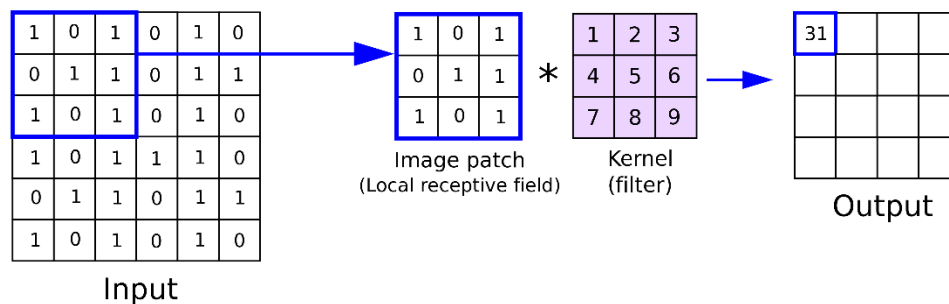 1 0 1 0 1 0
0 1 1 0 1 1
1 0 1 0 1 0
1 0 1 1 1 0
0 1 1 0 1 1
1 0 1 0 1 0
Input
1 0 1
0 1 1
1 0 1
Image patch
(Local receptive field)
*
1 2 3
4 5 6
7 8 9
Kernel
(filter)
31
Output